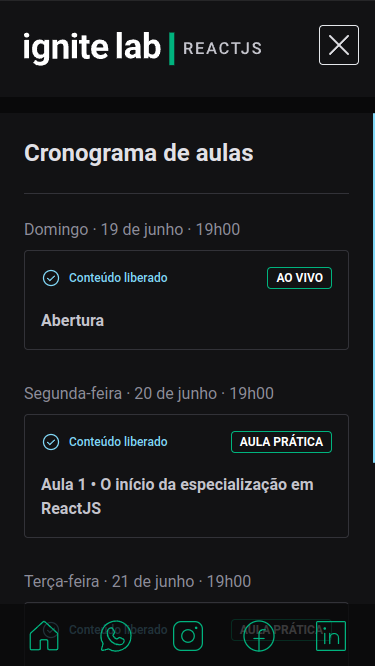 ignite lab | REACTJS
Cronograma de aulas
Domingo · 19 de junho · 19h00
Conteúdo liberado AO VIVO
Abertura
Segunda-feira · 20 de junho · 19h00
Conteúdo liberado AULA PRÁTICA
Aula 1 • O início da especialização em
ReactJS
Terça-feira · 21 de junho · 19h00
Conteúdo liberado AULA PRÁTICA
in